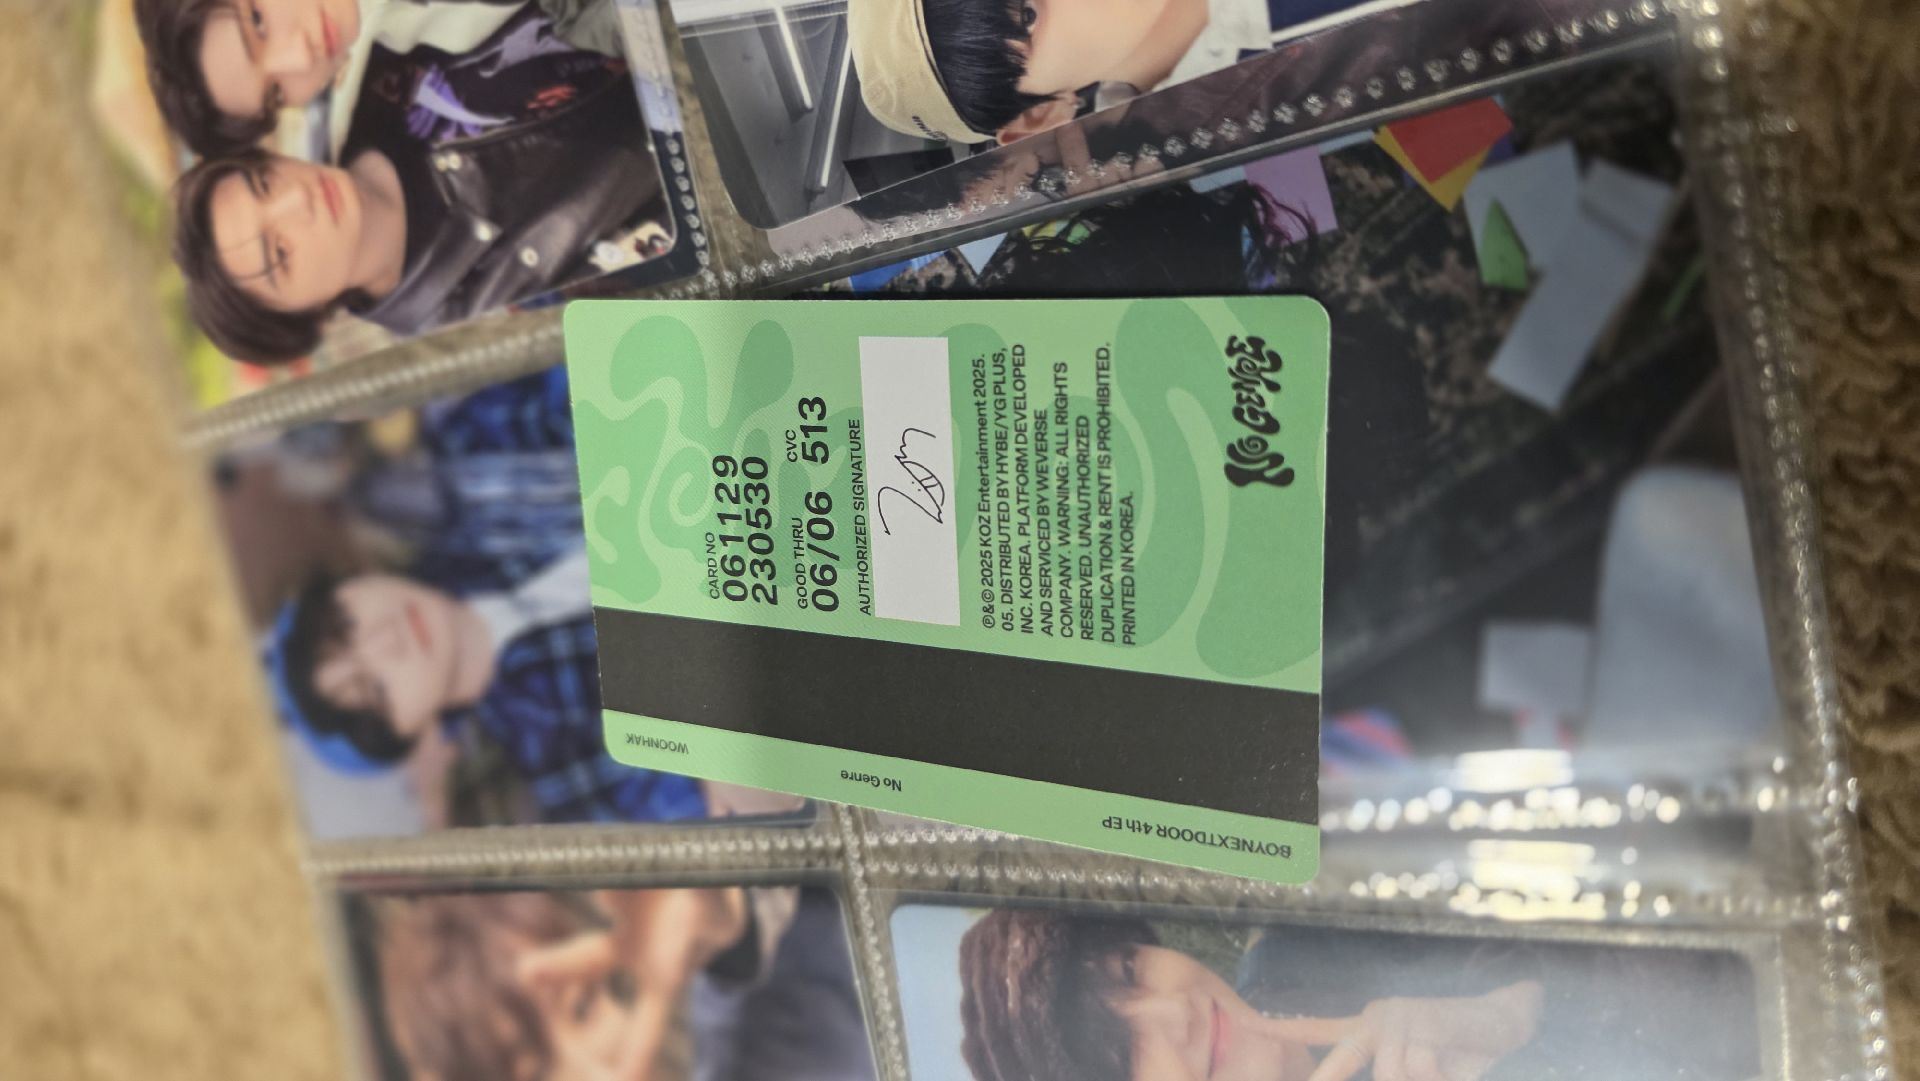 CARD NO
061129
230530
GOOD THRU CVC
06/06 513
AUTHORIZED SIGNATURE
℗&© 2025 KOZ Entertainment 2025.
05. DISTRIBUTED BY HYBE/YG PLUS,
INC. KOREA. PLATFORM DEVELOPED
AND SERVICED BY WEVERSE
COMPANY. WARNING: ALL RIGHTS
RESERVED. UNAUTHORIZED
DUPLICATION & RENT IS PROHIBITED.
PRINTED IN KOREA.
NO GENRE
BOYNEXTDOOR 4th EP
No Genre
WOONHAK